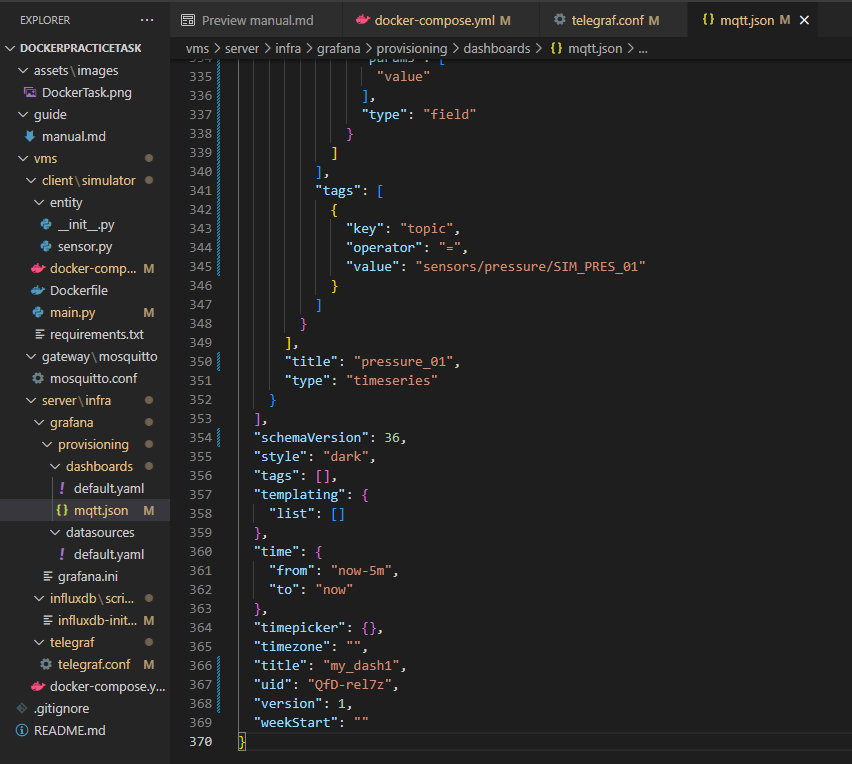 EXPLORER ···
DOCKERPRACTICETASK
assets\images
DockerTask.png
guide
manual.md
vms
client\simulator
entity
__init__.py
sensor.py
docker-comp... M
Dockerfile
main.py M
requirements.txt
gateway\mosquitto
mosquitto.conf
server\infra
grafana
provisioning
dashboards
! default.yaml
{} mqtt.json M
datasources
! default.yaml
grafana.ini
influxdb\scri...
influxdb-init... M
telegraf
telegraf.conf M
docker-compose.y...
.gitignore
README.md
Preview manual.md
docker-compose.yml M
telegraf.conf M
{} mqtt.json M ×
vms > server > infra > grafana > provisioning > dashboards > {} mqtt.json > ...
334 "params": [
335 "value"
336 ],
337 "type": "field"
338 }
339 ]
340 ],
341 "tags": [
342 {
343 "key": "topic",
344 "operator": "=",
345 "value": "sensors/pressure/SIM_PRES_01"
346 }
347 ]
348 }
349 ],
350 "title": "pressure_01",
351 "type": "timeseries"
352 }
353 ],
354 "schemaVersion": 36,
355 "style": "dark",
356 "tags": [],
357 "templating": {
358 "list": []
359 },
360 "time": {
361 "from": "now-5m",
362 "to": "now"
363 },
364 "timepicker": {},
365 "timezone": "",
366 "title": "my_dash1",
367 "uid": "QfD-rel7z",
368 "version": 1,
369 "weekStart": ""
370 }